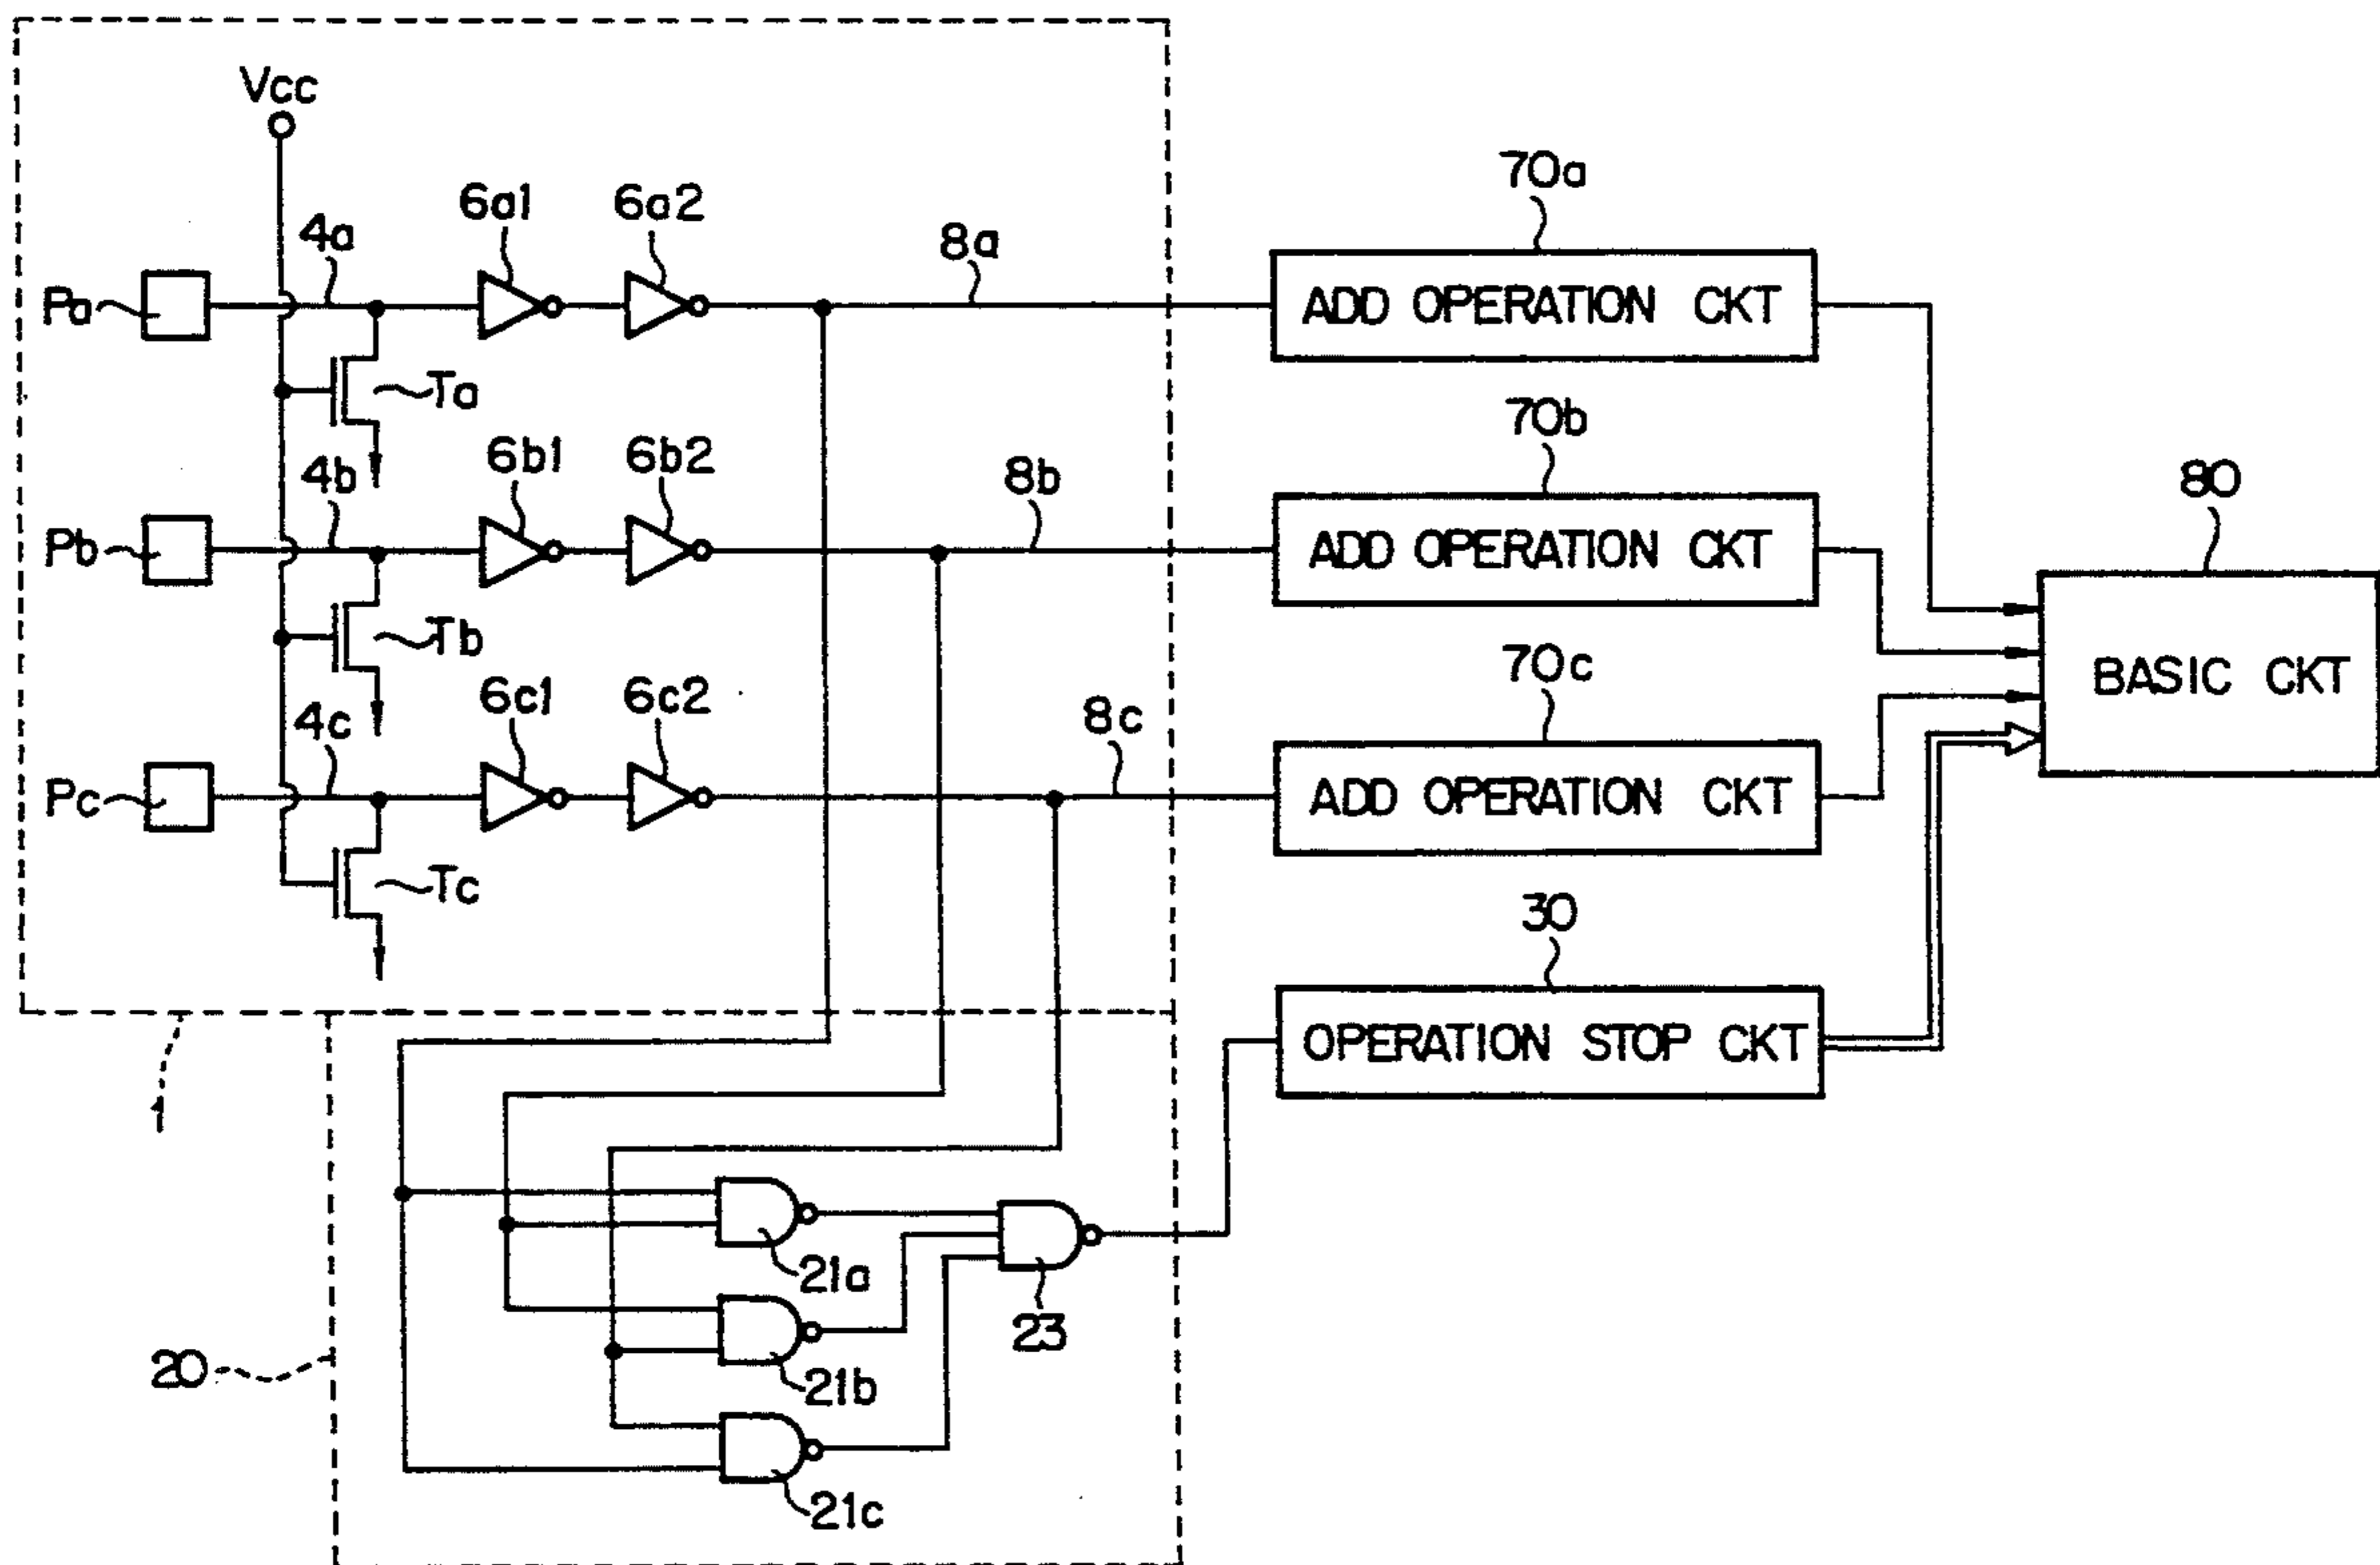 Vcc
70a
6a1
6a2
4a
8a
Pa
ADD OPERATION CKT
Ta
70b
6b1
6b2
4b
8b
80
Pb
ADD OPERATION CKT
Tb
70c
BASIC CKT
6c1
6c2
4c
8c
Pc
ADD OPERATION CKT
Tc
30
OPERATION STOP CKT
1
21a
23
20
21b
21c